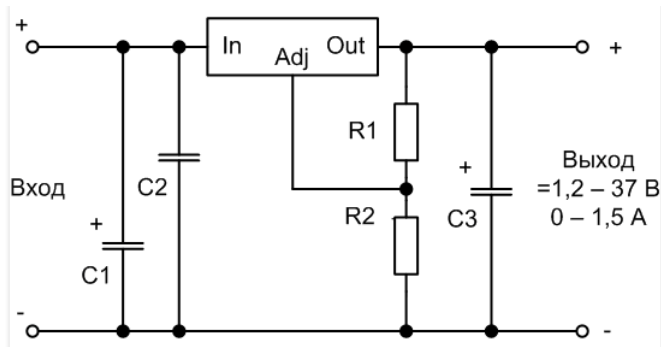 +
In
Adj
Out
+
R1
Вход
C2
+
Выход
=1,2 – 37 В
0 – 1,5 А
R2
C3
+
C1
-
-